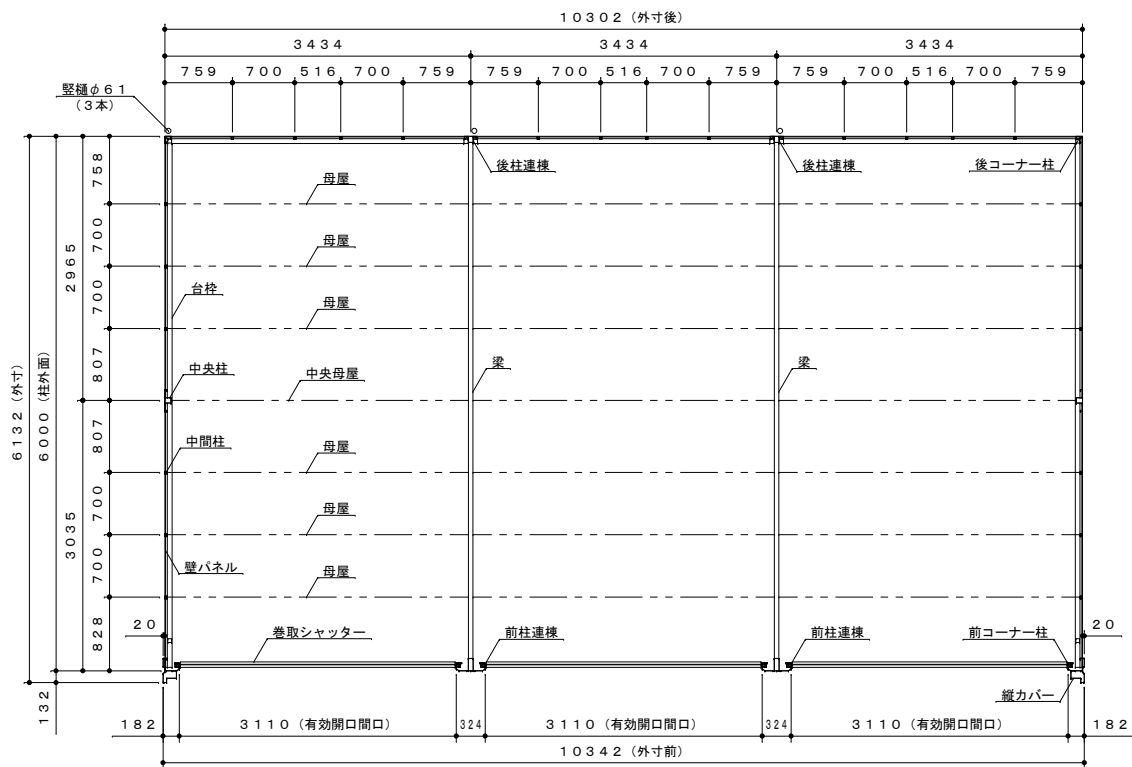 10302（外寸後）
3434 3434 3434
759 700 516 700 759 759 700 516 700 759 759 700 516 700 759
竪樋φ61
（3本）
後柱連棟 後柱連棟 後コーナー柱
758
母屋
700
母屋
2965
700
台枠
母屋
807
梁 梁
中央柱
中央母屋
6132（外寸）
6000（柱外面）
807
中間柱
母屋
700
母屋
3035
700
壁パネル
母屋
828
20
巻取シャッター
前柱連棟 前柱連棟 前コーナー柱
20
132
縦カバー
182 3110（有効開口間口） 324 3110（有効開口間口） 324 3110（有効開口間口） 182
10342（外寸前）